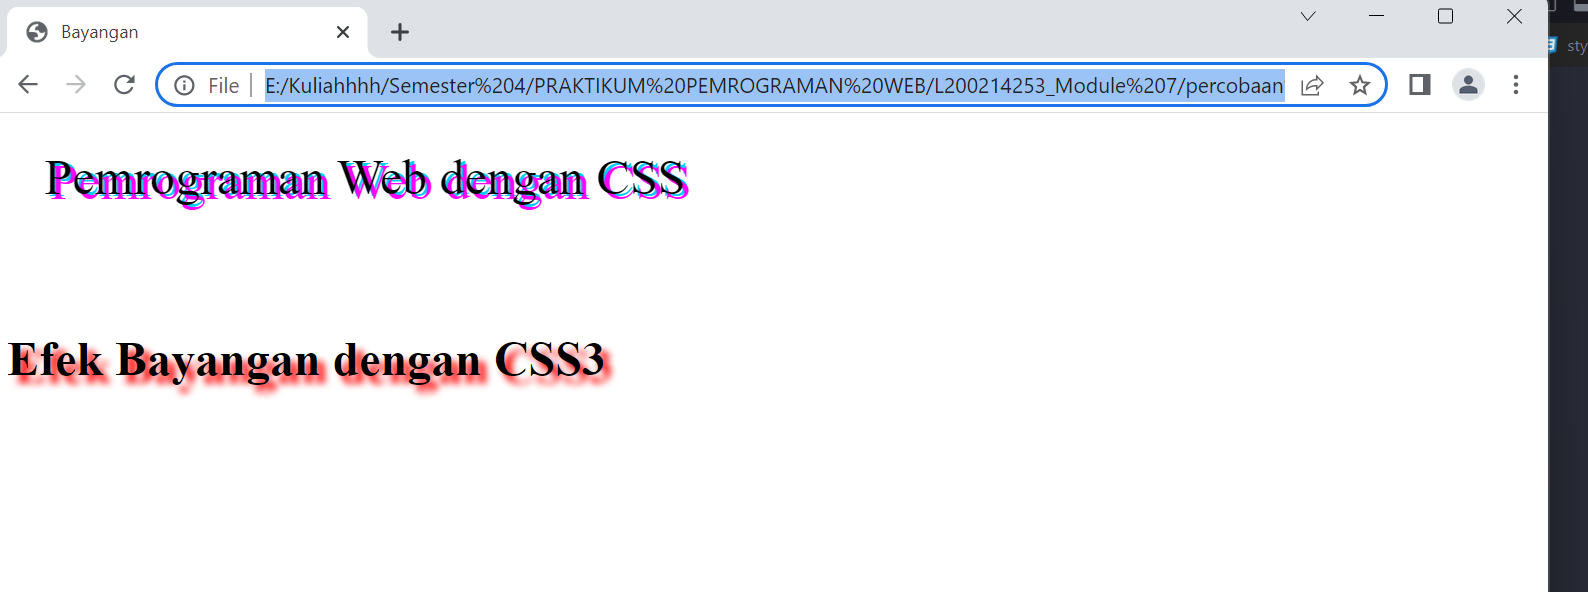 Bayangan
sty
File E:/Kuliahhhh/Semester%204/PRAKTIKUM%20PEMROGRAMAN%20WEB/L200214253_Module%207/percobaan
Pemrograman Web dengan CSS
Efek Bayangan dengan CSS3